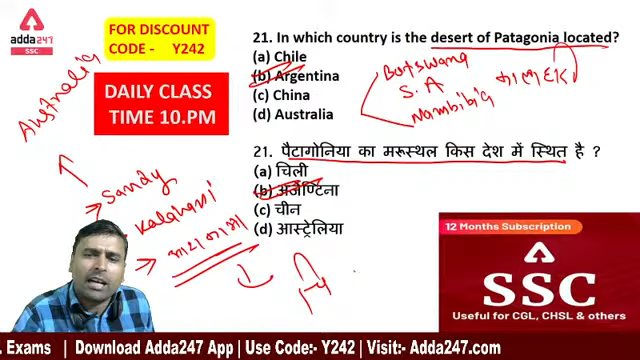 adda247
SSC
FOR DISCOUNT
CODE - Y242
DAILY CLASS
TIME 10.PM
21. In which country is the desert of Patagonia located?
(a) Chile
(b) Argentina
(c) China
(d) Australia
Botswana
S. A
Nambibia
Australia
Sandy
Kalahari
21. पैटागोनिया का मरूस्थल किस देश में स्थित है ?
(a) चिली
(b) अर्जेण्टिना
(c) चीन
(d) आस्ट्रेलिया
12 Months Subscription
SSC
Useful for CGL, CHSL & others
. Exams | Download Adda247 App | Use Code:- Y242 | Visit:- Adda247.com